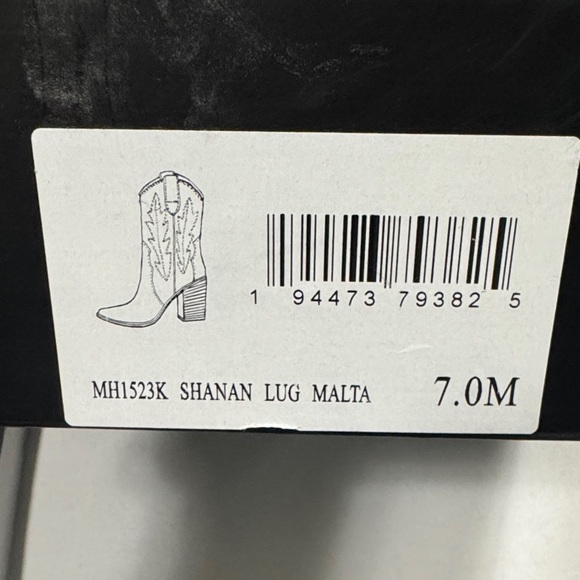 1 94473 79382 5
MH1523K SHANAN LUG MALTA 7.0M